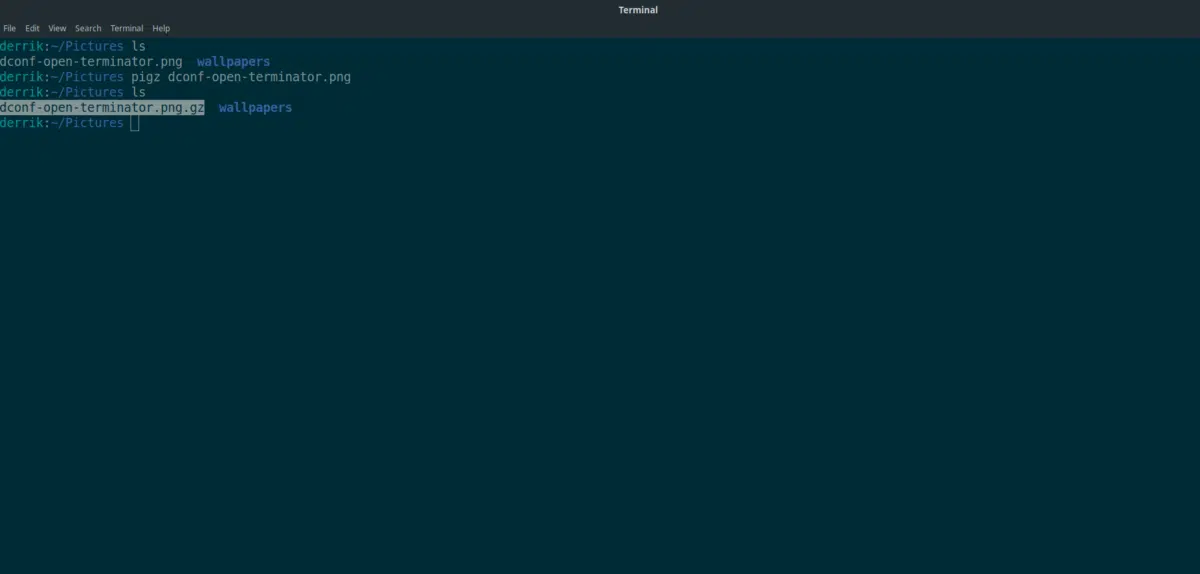 Terminal
File Edit View Search Terminal Help
derrik:~/Pictures ls
dconf-open-terminator.png  wallpapers
derrik:~/Pictures pigz dconf-open-terminator.png
derrik:~/Pictures ls
dconf-open-terminator.png.gz  wallpapers
derrik:~/Pictures